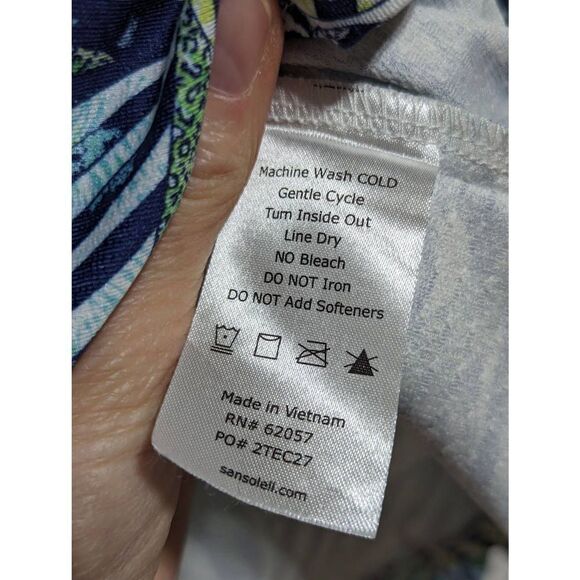 Machine Wash COLD
Gentle Cycle
Turn Inside Out
Line Dry
NO Bleach
DO NOT Iron
DO NOT Add Softeners
Made in Vietnam
RN# 62057
PO# 2TEC27
sansoleil.com